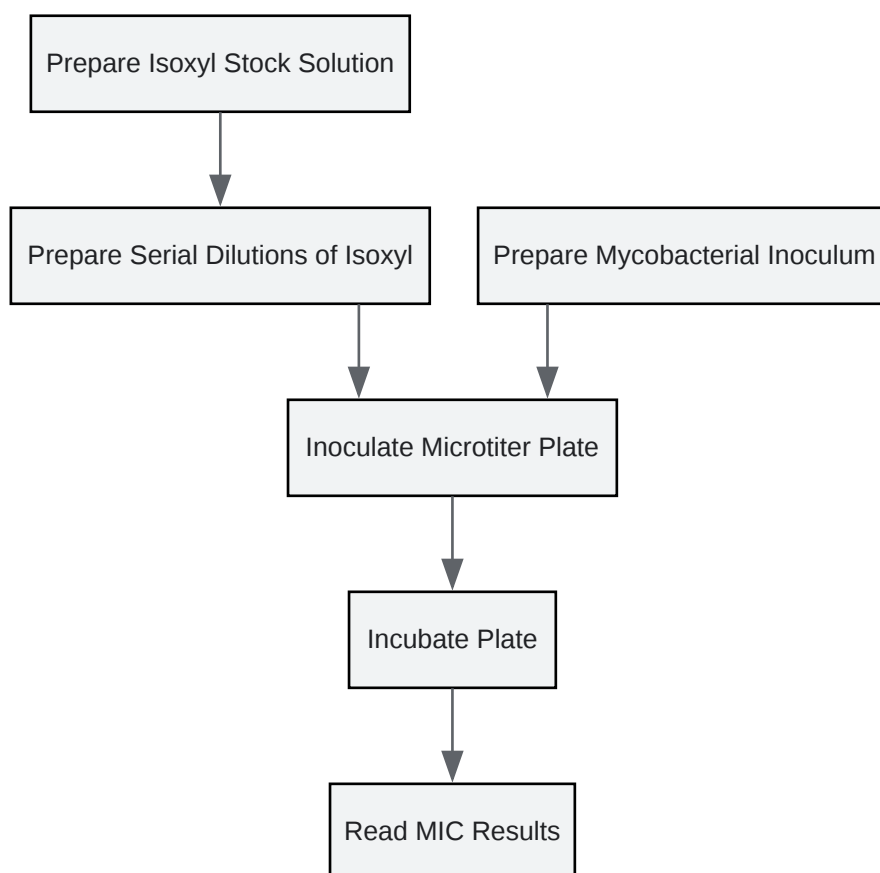 Prepare Isoxyl Stock Solution
Prepare Serial Dilutions of Isoxyl
Prepare Mycobacterial Inoculum
Inoculate Microtiter Plate
Incubate Plate
Read MIC Results